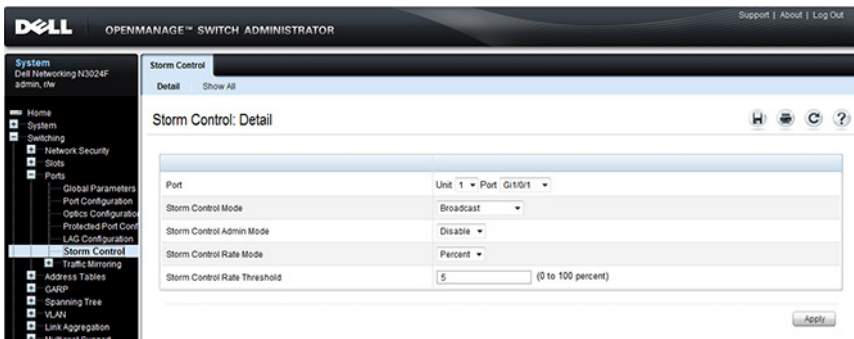 Support | About | Log Out
DELL OPENMANAGE™ SWITCH ADMINISTRATOR
System
Dell Networking N3024F
admin, r/w
Home
System
Switching
Network Security
Slots
Ports
Global Parameters
Port Configuration
Optics Configuratio
Protected Port Conf
LAG Configuration
Storm Control
Traffic Mirroring
Address Tables
GARP
Spanning Tree
VLAN
Link Aggregation
Storm Control
Detail Show All
Storm Control: Detail
Port Unit 1 Port Gi1/0/1
Storm Control Mode Broadcast
Storm Control Admin Mode Disable
Storm Control Rate Mode Percent
Storm Control Rate Threshold 5 (0 to 100 percent)
Apply